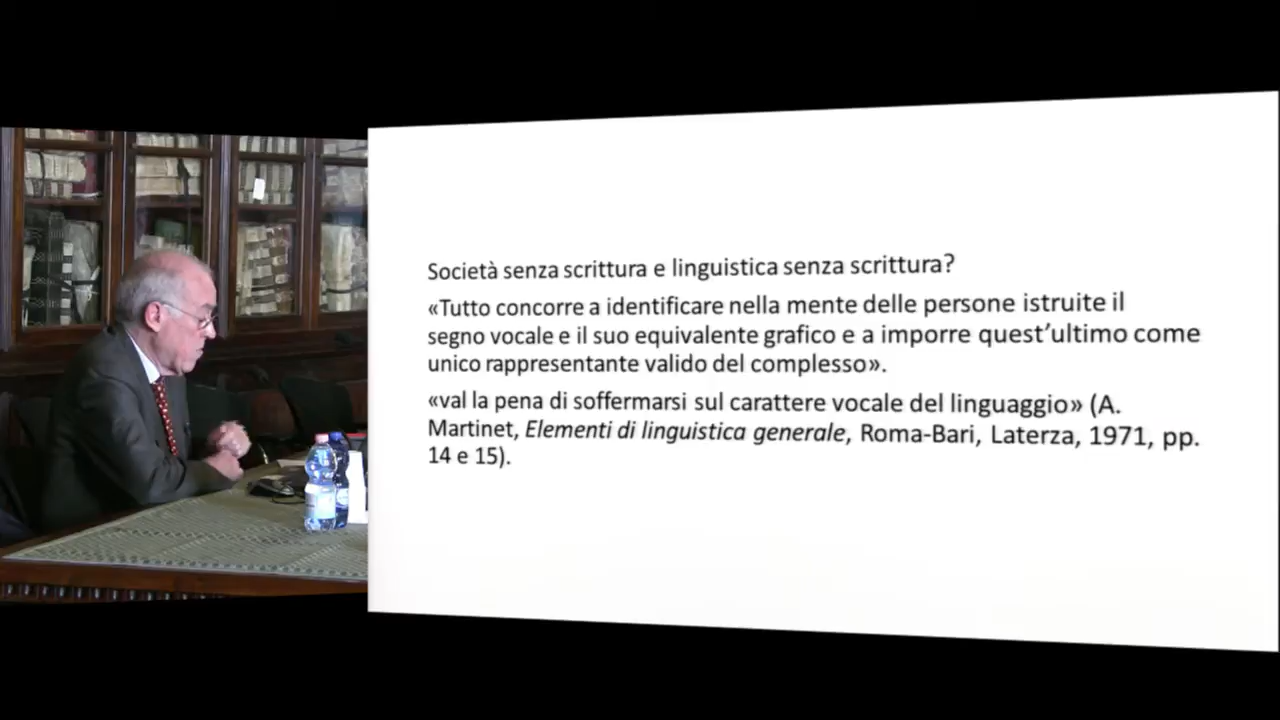 Società senza scrittura e linguistica senza scrittura?
«Tutto concorre a identificare nella mente delle persone istruite il
segno vocale e il suo equivalente grafico e a imporre quest’ultimo come
unico rappresentante valido del complesso».
«val la pena di soffermarsi sul carattere vocale del linguaggio» (A.
Martinet, Elementi di linguistica generale, Roma-Bari, Laterza, 1971, pp.
14 e 15).